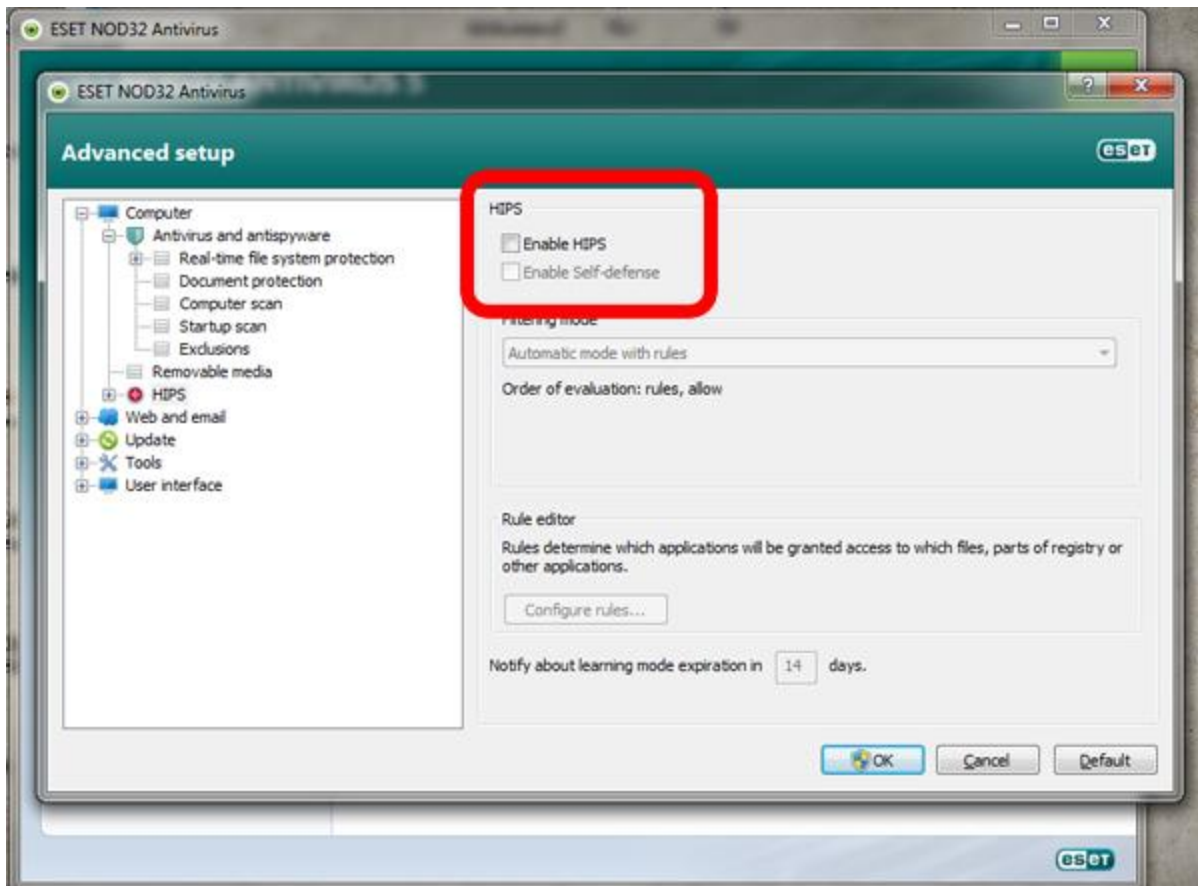 ESET NOD32 Antivirus
ESET NOD32 Antivirus
Advanced setup
eset
Computer
Antivirus and antispyware
Real-time file system protection
Document protection
Computer scan
Startup scan
Exclusions
Removable media
HIPS
Web and email
Update
Tools
User interface
HIPS
Enable HIPS
Enable Self-defense
Filtering mode
Automatic mode with rules
Order of evaluation: rules, allow
Rule editor
Rules determine which applications will be granted access to which files, parts of registry or
other applications.
Configure rules...
Notify about learning mode expiration in 14 days.
OK
Cancel
Default
eset